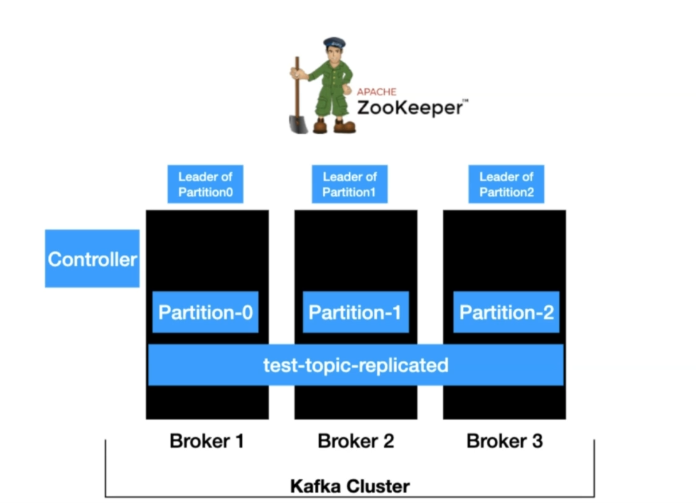 APACHE
ZooKeeper™
Leader of
Partition0
Leader of
Partition1
Leader of
Partition2
Controller
Partition-0
Partition-1
Partition-2
test-topic-replicated
Broker 1
Broker 2
Broker 3
Kafka Cluster